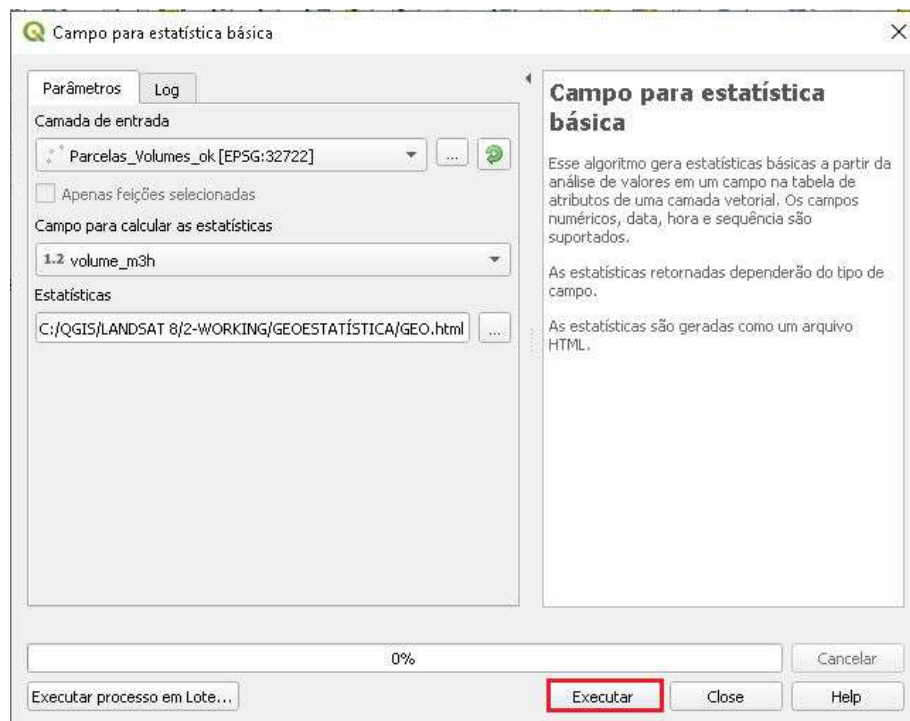 Campo para estatística básica
Parâmetros
Log
Camada de entrada
Parcelas_Volumes_ok [EPSG:32722]
...
Apenas feições selecionadas
Campo para calcular as estatísticas
1.2 volume_m3h
Estatísticas
C:/QGIS/LANDSAT 8/2-WORKING/GEOESTATÍSTICA/GEO.html
...
Campo para estatística
básica
Esse algoritmo gera estatísticas básicas a partir da
análise de valores em um campo na tabela de
atributos de uma camada vetorial. Os campos
numéricos, data, hora e sequência são
suportados.
As estatísticas retornadas dependerão do tipo de
campo.
As estatísticas são geradas como um arquivo
HTML.
0%
Cancelar
Executar processo em Lote...
Executar
Close
Help